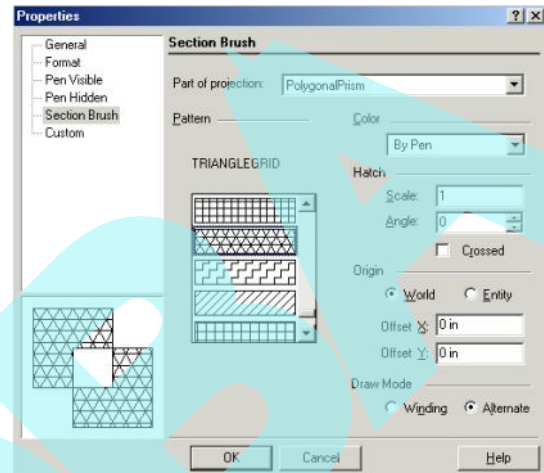 Properties
General
Format
Pen Visible
Pen Hidden
Section Brush
Custom
Section Brush
Part of projection: PolygonalPrism
Pattern
TRIANGLEGRID
Color
By Pen
Hatch
Scale: 1
Angle: 0
Crossed
Origin
World Entity
Offset X: 0 in
Offset Y: 0 in
Draw Mode
Winding Alternate
OK Cancel Help